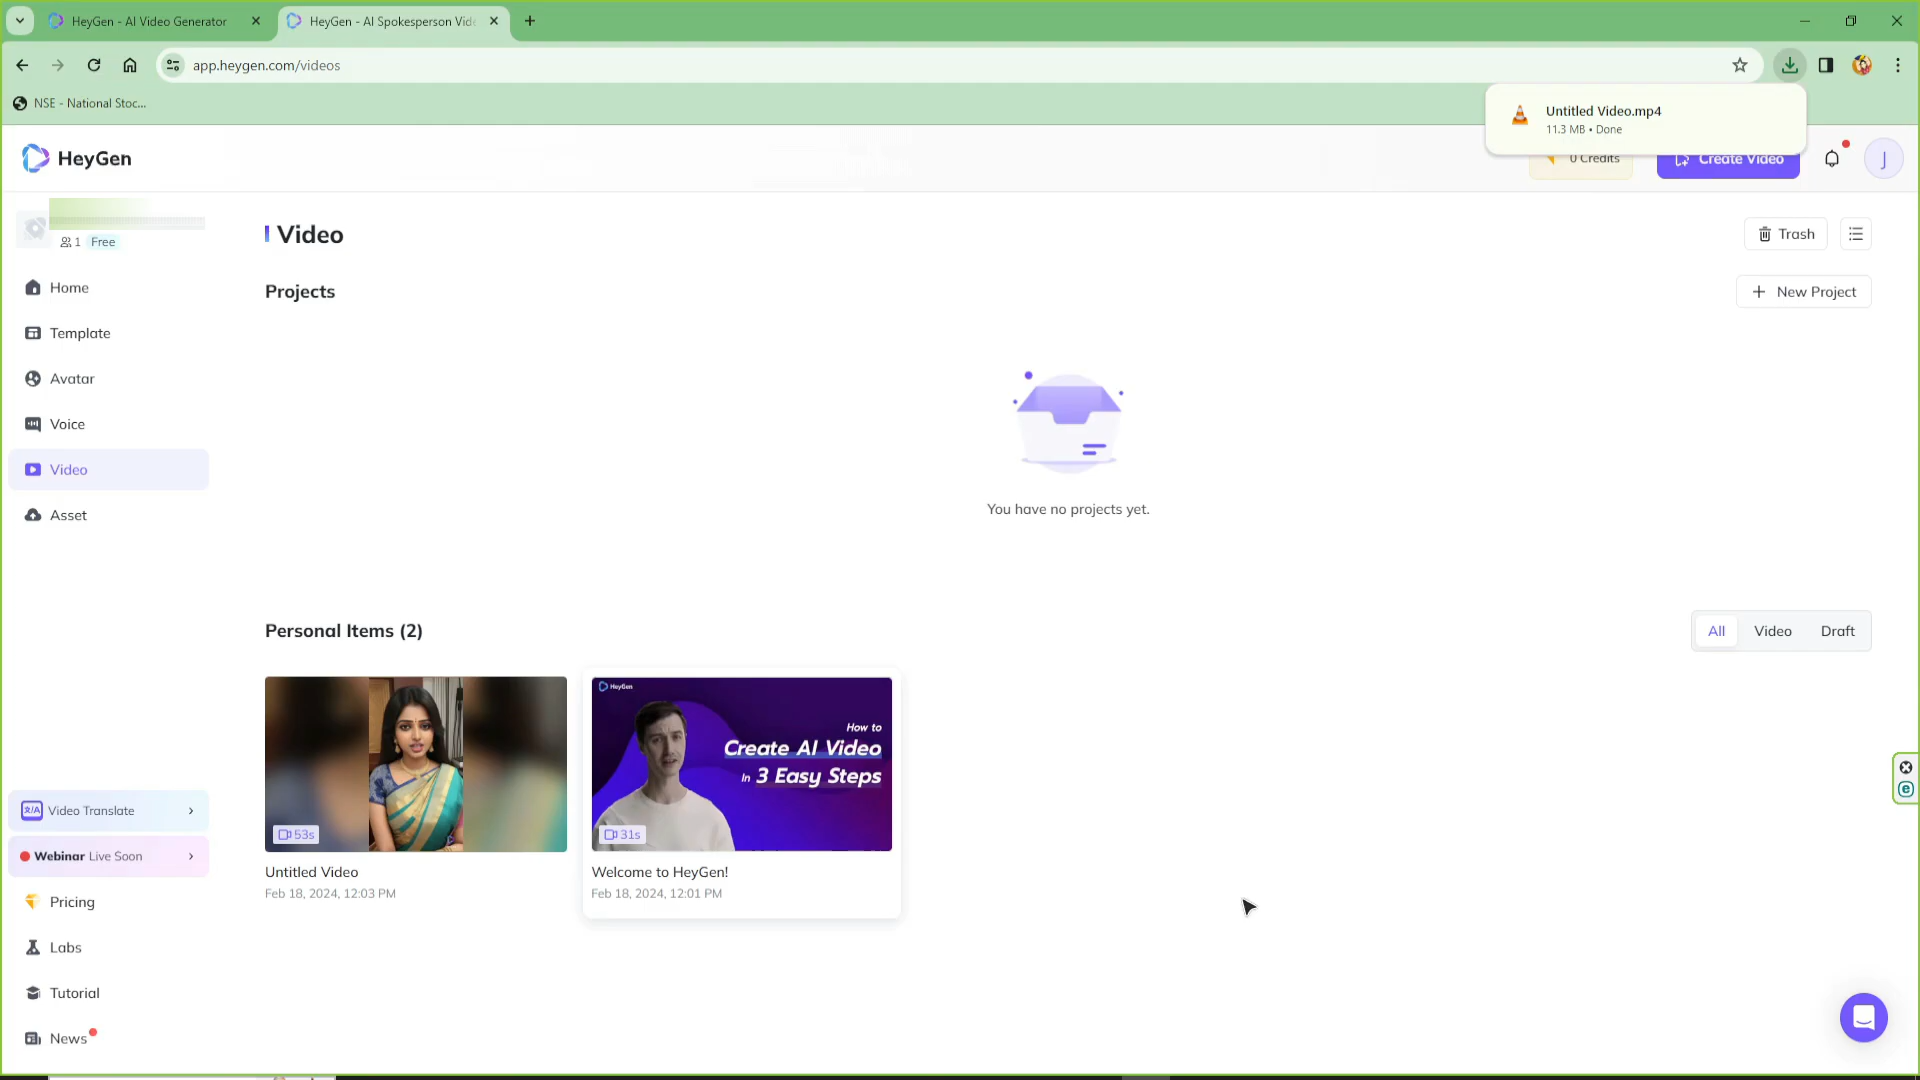 HeyGen - AI Video Generator
HeyGen - AI Spokesperson Vid
app.heygen.com/videos
NSE - National Stoc...
Untitled Video.mp4
11.3 MB • Done
HeyGen
0 Credits
Create Video
J
1 Free
Video
Trash
Projects
New Project
Home
Template
Avatar
Voice
Video
Asset
You have no projects yet.
Personal Items (2)
All
Video
Draft
HeyGen
How to
Create AI Video
In 3 Easy Steps
53s
31s
Untitled Video
Feb 18, 2024, 12:03 PM
Welcome to HeyGen!
Feb 18, 2024, 12:01 PM
Video Translate
Webinar Live Soon
Pricing
Labs
Tutorial
News